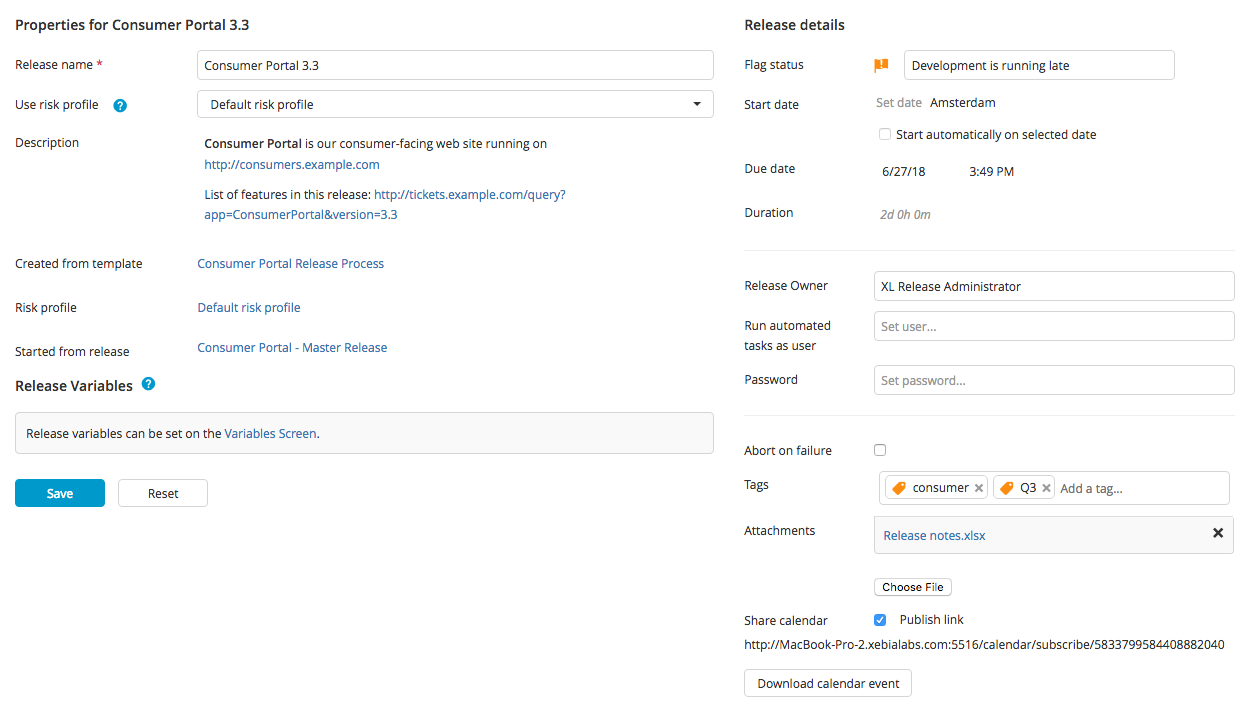 Properties for Consumer Portal 3.3
Release name *
Consumer Portal 3.3
Use risk profile ?
Default risk profile
Description
Consumer Portal is our consumer-facing web site running on
http://consumers.example.com
List of features in this release: http://tickets.example.com/query?
app=ConsumerPortal&version=3.3
Created from template
Consumer Portal Release Process
Risk profile
Default risk profile
Started from release
Consumer Portal - Master Release
Release Variables ?
Release variables can be set on the Variables Screen.
Save
Reset
Release details
Flag status
Development is running late
Start date
Set date Amsterdam
Start automatically on selected date
Due date
6/27/18 3:49 PM
Duration
2d 0h 0m
Release Owner
XL Release Administrator
Run automated
tasks as user
Set user...
Password
Set password...
Abort on failure
Tags
consumer × Q3 × Add a tag...
Attachments
Release notes.xlsx
Choose File
Share calendar
Publish link
http://MacBook-Pro-2.xebialabs.com:5516/calendar/subscribe/5833799584408882040
Download calendar event